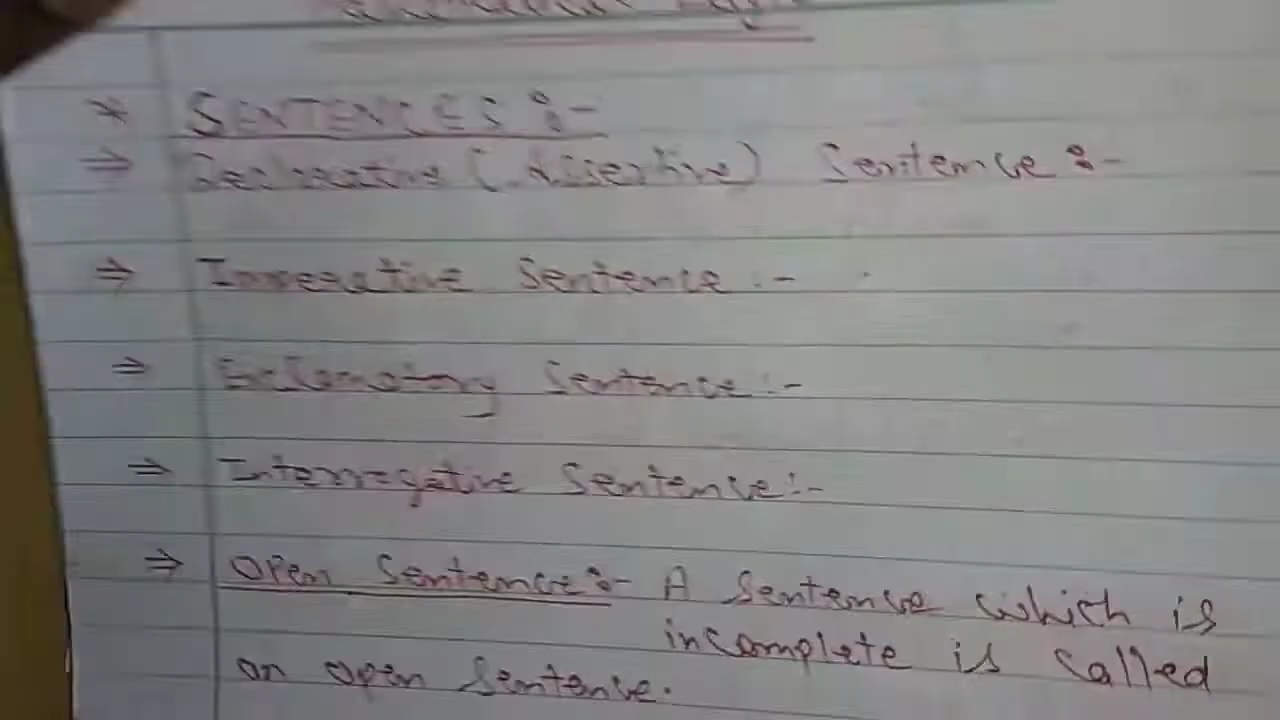 * SENTENCES :-
⇒ Declarative (Assertive) Sentence :-
⇒ Imperative Sentence :-
⇒ Exclamatory Sentence :-
⇒ Interrogative Sentence :-
⇒ Open Sentence :- A Sentence which is
incomplete is called
an open Sentence.